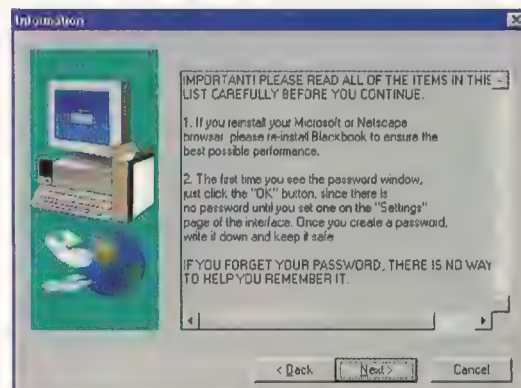 Information
IMPORTANT! PLEASE READ ALL OF THE ITEMS IN THIS
LIST CAREFULLY BEFORE YOU CONTINUE.
1. If you reinstall your Microsoft or Netscape
browser please re-install Blackbook to ensure the
best possible performance.
2. The first time you see the password window,
just click the "OK" button, since there is
no password until you set one on the "Settings"
page of the interface. Once you create a password,
write it down and keep it safe
IF YOU FORGET YOUR PASSWORD, THERE IS NO WAY
TO HELP YOU REMEMBER IT.
< Back Next > Cancel